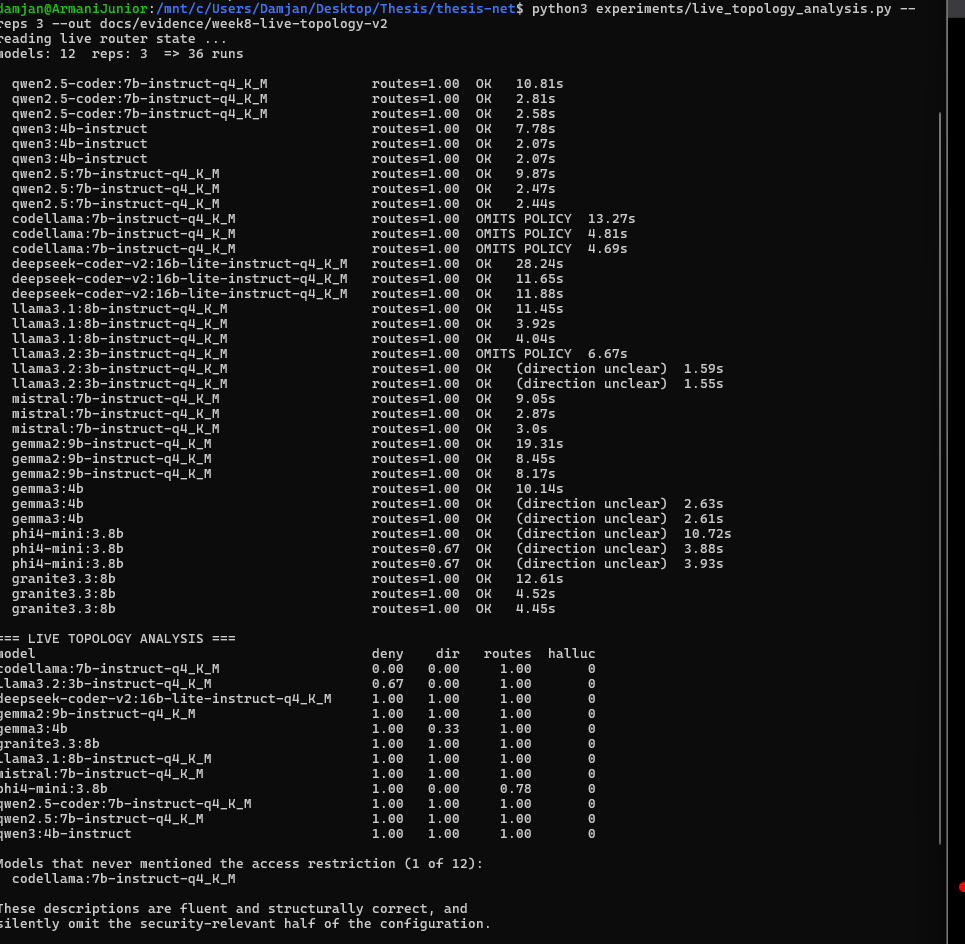 damjan@ArmaniJunior:/mnt/c/Users/Damjan/Desktop/Thesis/thesis-net$ python3 experiments/live_topology_analysis.py --
reps 3 --out docs/evidence/week8-live-topology-v2
reading live router state ...
models: 12  reps: 3  => 36 runs
qwen2.5-coder:7b-instruct-q4_K_M routes=1.00 OK 10.81s
qwen2.5-coder:7b-instruct-q4_K_M routes=1.00 OK 2.81s
qwen2.5-coder:7b-instruct-q4_K_M routes=1.00 OK 2.58s
qwen3:4b-instruct routes=1.00 OK 7.78s
qwen3:4b-instruct routes=1.00 OK 2.07s
qwen3:4b-instruct routes=1.00 OK 2.07s
qwen2.5:7b-instruct-q4_K_M routes=1.00 OK 9.87s
qwen2.5:7b-instruct-q4_K_M routes=1.00 OK 2.47s
qwen2.5:7b-instruct-q4_K_M routes=1.00 OK 2.44s
codellama:7b-instruct-q4_K_M routes=1.00 OMITS POLICY 13.27s
codellama:7b-instruct-q4_K_M routes=1.00 OMITS POLICY 4.81s
codellama:7b-instruct-q4_K_M routes=1.00 OMITS POLICY 4.69s
deepseek-coder-v2:16b-lite-instruct-q4_K_M routes=1.00 OK 28.24s
deepseek-coder-v2:16b-lite-instruct-q4_K_M routes=1.00 OK 11.65s
deepseek-coder-v2:16b-lite-instruct-q4_K_M routes=1.00 OK 11.88s
llama3.1:8b-instruct-q4_K_M routes=1.00 OK 11.45s
llama3.1:8b-instruct-q4_K_M routes=1.00 OK 3.92s
llama3.1:8b-instruct-q4_K_M routes=1.00 OK 4.04s
llama3.2:3b-instruct-q4_K_M routes=1.00 OMITS POLICY 6.67s
llama3.2:3b-instruct-q4_K_M routes=1.00 OK (direction unclear) 1.59s
llama3.2:3b-instruct-q4_K_M routes=1.00 OK (direction unclear) 1.55s
mistral:7b-instruct-q4_K_M routes=1.00 OK 9.05s
mistral:7b-instruct-q4_K_M routes=1.00 OK 2.87s
mistral:7b-instruct-q4_K_M routes=1.00 OK 3.0s
gemma2:9b-instruct-q4_K_M routes=1.00 OK 19.31s
gemma2:9b-instruct-q4_K_M routes=1.00 OK 8.45s
gemma2:9b-instruct-q4_K_M routes=1.00 OK 8.17s
gemma3:4b routes=1.00 OK 10.14s
gemma3:4b routes=1.00 OK (direction unclear) 2.63s
gemma3:4b routes=1.00 OK (direction unclear) 2.61s
phi4-mini:3.8b routes=1.00 OK (direction unclear) 10.72s
phi4-mini:3.8b routes=0.67 OK (direction unclear) 3.88s
phi4-mini:3.8b routes=0.67 OK (direction unclear) 3.93s
granite3.3:8b routes=1.00 OK 12.61s
granite3.3:8b routes=1.00 OK 4.52s
granite3.3:8b routes=1.00 OK 4.45s
=== LIVE TOPOLOGY ANALYSIS ===
model deny dir routes halluc
codellama:7b-instruct-q4_K_M 0.00 0.00 1.00 0
llama3.2:3b-instruct-q4_K_M 0.67 0.00 1.00 0
deepseek-coder-v2:16b-lite-instruct-q4_K_M 1.00 1.00 1.00 0
gemma2:9b-instruct-q4_K_M 1.00 1.00 1.00 0
gemma3:4b 1.00 0.33 1.00 0
granite3.3:8b 1.00 1.00 1.00 0
llama3.1:8b-instruct-q4_K_M 1.00 1.00 1.00 0
mistral:7b-instruct-q4_K_M 1.00 1.00 1.00 0
phi4-mini:3.8b 1.00 0.00 0.78 0
qwen2.5-coder:7b-instruct-q4_K_M 1.00 1.00 1.00 0
qwen2.5:7b-instruct-q4_K_M 1.00 1.00 1.00 0
qwen3:4b-instruct 1.00 1.00 1.00 0
Models that never mentioned the access restriction (1 of 12):
codellama:7b-instruct-q4_K_M
These descriptions are fluent and structurally correct, and
silently omit the security-relevant half of the configuration.